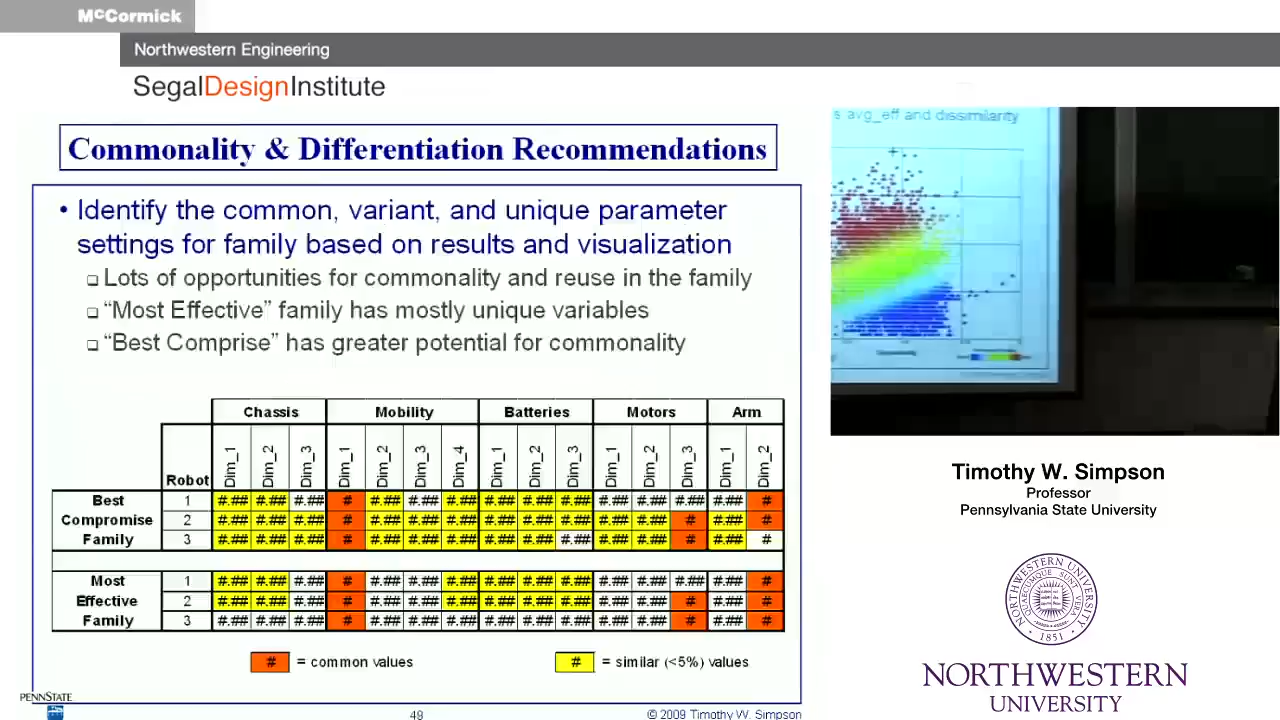 McCormick
Northwestern Engineering
SegalDesignInstitute
Commonality & Differentiation Recommendations
• Identify the common, variant, and unique parameter
settings for family based on results and visualization
Lots of opportunities for commonality and reuse in the family
“Most Effective” family has mostly unique variables
“Best Comprise” has greater potential for commonality
Chassis Mobility Batteries Motors Arm
Robot Dim_1 Dim_2 Dim_3 Dim_1 Dim_2 Dim_3 Dim_4 Dim_1 Dim_2 Dim_3 Dim_1 Dim_2 Dim_3 Dim_1 Dim_2
Best 1 #.## #.## #.## # #.## #.## #.## #.## #.## #.## #.## #.## #.## #.## #
Compromise 2 #.## #.## #.## # #.## #.## #.## #.## #.## #.## #.## #.## # #.## #
Family 3 #.## #.## #.## # #.## #.## #.## #.## #.## #.## #.## #.## # #.## #
Most 1 #.## #.## #.## # #.## #.## #.## #.## #.## #.## #.## #.## #.## #.## #
Effective 2 #.## #.## #.## # #.## #.## #.## #.## #.## #.## #.## #.## # #.## #
Family 3 #.## #.## #.## # #.## #.## #.## #.## #.## #.## #.## #.## # #.## #
# = common values # = similar (<5%) values
PENNSTATE
49 © 2009 Timothy W. Simpson
s avg_eff and dissimilarity
Timothy W. Simpson
Professor
Pennsylvania State University
NORTHWESTERN UNIVERSITY
1851
NORTHWESTERN
UNIVERSITY